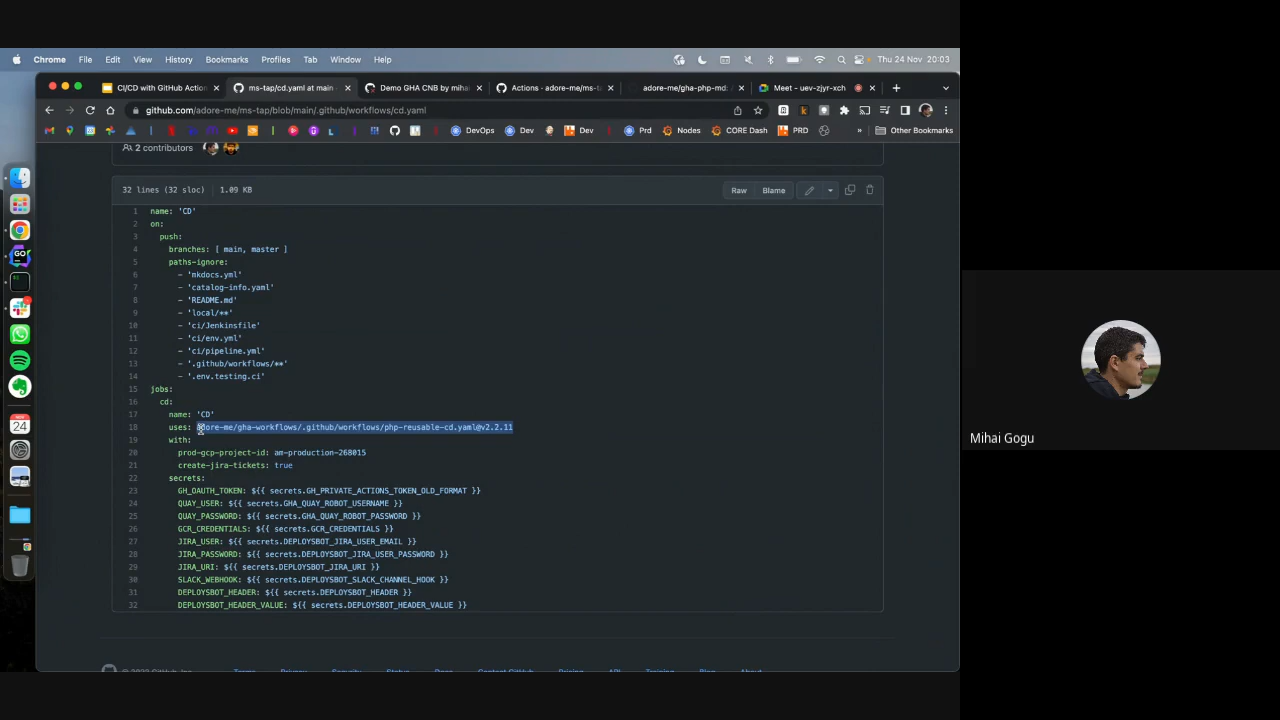 Chrome File Edit View History Bookmarks Profiles Tab Window Help Thu 24 Nov 20:03
CI/CD with GitHub Action
ms-tap/cd.yaml at main
Demo GHA CNB by mihai
Actions · adore-me/ms-ta
adore-me/gha-php-md:
Meet - uev-zjyr-xch
github.com/adore-me/ms-tap/blob/main/.github/workflows/cd.yaml
DevOps Dev Dev Prd Nodes CORE Dash PRD » Other Bookmarks
2 contributors
32 lines (32 sloc) 1.09 KB
Raw Blame
1 name: 'CD'
2 on:
3 push:
4 branches: [ main, master ]
5 paths-ignore:
6 - 'mkdocs.yml'
7 - 'catalog-info.yaml'
8 - 'README.md'
9 - 'local/**'
10 - 'ci/Jenkinsfile'
11 - 'ci/env.yml'
12 - 'ci/pipeline.yml'
13 - '.github/workflows/**'
14 - '.env.testing.ci'
15 jobs:
16 cd:
17 name: 'CD'
18 uses: adore-me/gha-workflows/.github/workflows/php-reusable-cd.yaml@v2.2.11
19 with:
20 prod-gcp-project-id: am-production-268015
21 create-jira-tickets: true
22 secrets:
23 GH_OAUTH_TOKEN: ${{ secrets.GH_PRIVATE_ACTIONS_TOKEN_OLD_FORMAT }}
24 QUAY_USER: ${{ secrets.GHA_QUAY_ROBOT_USERNAME }}
25 QUAY_PASSWORD: ${{ secrets.GHA_QUAY_ROBOT_PASSWORD }}
26 GCR_CREDENTIALS: ${{ secrets.GCR_CREDENTIALS }}
27 JIRA_USER: ${{ secrets.DEPLOYSBOT_JIRA_USER_EMAIL }}
28 JIRA_PASSWORD: ${{ secrets.DEPLOYSBOT_JIRA_USER_PASSWORD }}
29 JIRA_URI: ${{ secrets.DEPLOYSBOT_JIRA_URI }}
30 SLACK_WEBHOOK: ${{ secrets.DEPLOYSBOT_SLACK_CHANNEL_HOOK }}
31 DEPLOYSBOT_HEADER: ${{ secrets.DEPLOYSBOT_HEADER }}
32 DEPLOYSBOT_HEADER_VALUE: ${{ secrets.DEPLOYSBOT_HEADER_VALUE }}
Mihai Gogu
NOV
24